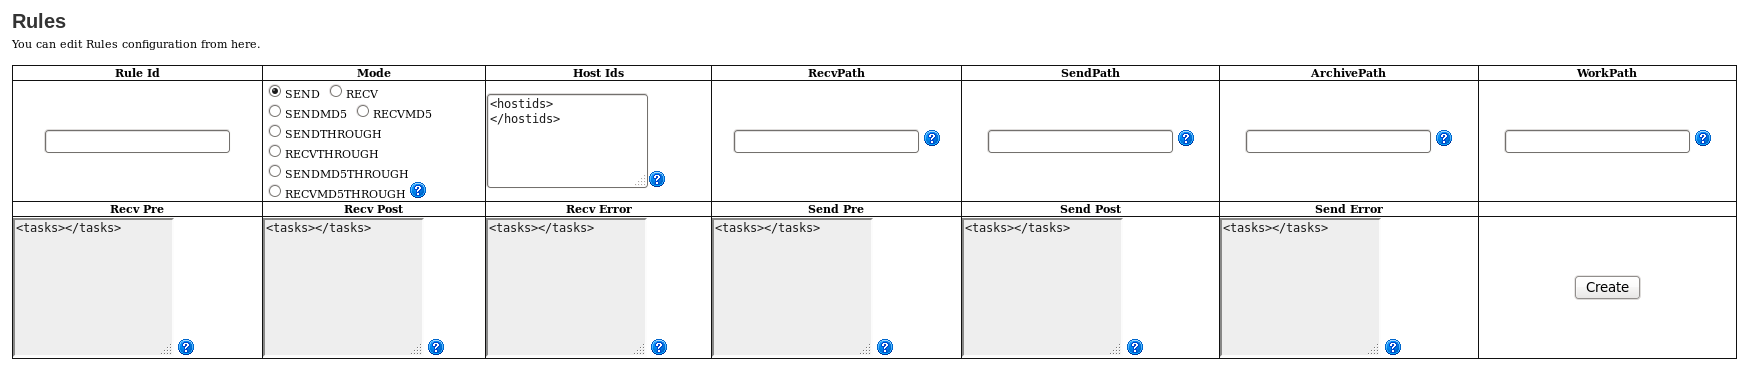 Rules
You can edit Rules configuration from here.
Rule Id Mode Host Ids RecvPath SendPath ArchivePath WorkPath
SEND RECV
SENDMD5 RECVMD5
SENDTHROUGH
RECVTHROUGH
SENDMD5THROUGH
RECVMD5THROUGH ?
<hostids>
</hostids>
?
?
?
?
?
Recv Pre Recv Post Recv Error Send Pre Send Post Send Error
<tasks></tasks> <tasks></tasks> <tasks></tasks> <tasks></tasks> <tasks></tasks> <tasks></tasks>
Create
? ? ? ? ? ?